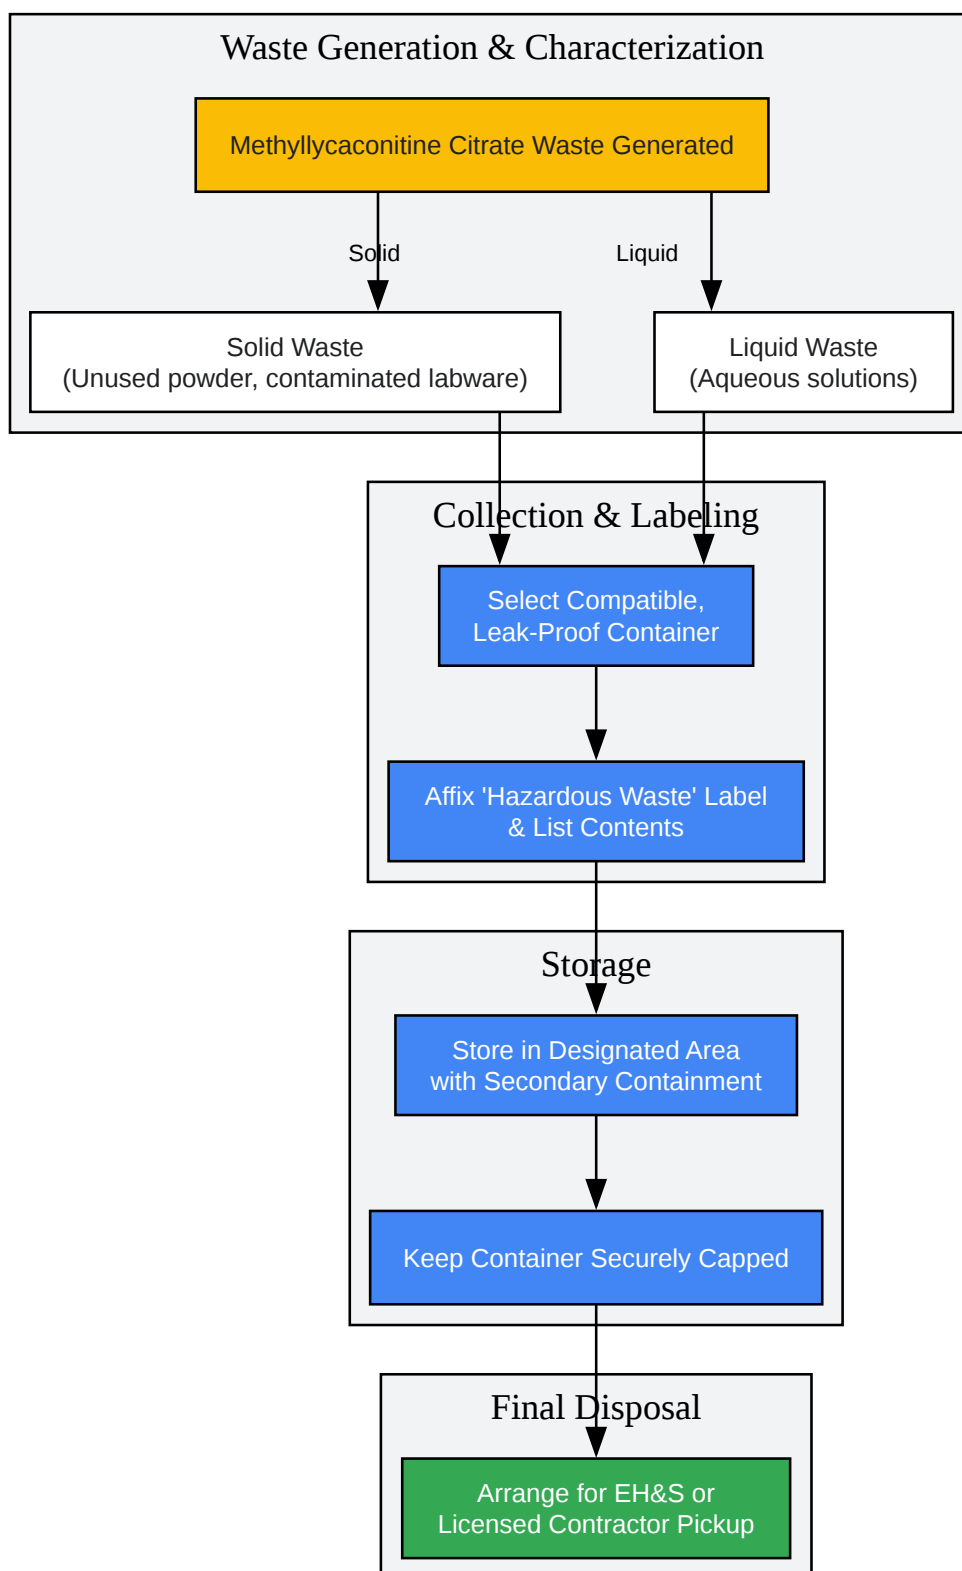 Waste Generation & Characterization
Methyllycaconitine Citrate Waste Generated
Solid
Liquid
Solid Waste
(Unused powder, contaminated labware)
Liquid Waste
(Aqueous solutions)
Collection & Labeling
Select Compatible,
Leak-Proof Container
Affix 'Hazardous Waste' Label
& List Contents
Storage
Store in Designated Area
with Secondary Containment
Keep Container Securely Capped
Final Disposal
Arrange for EH&S or
Licensed Contractor Pickup